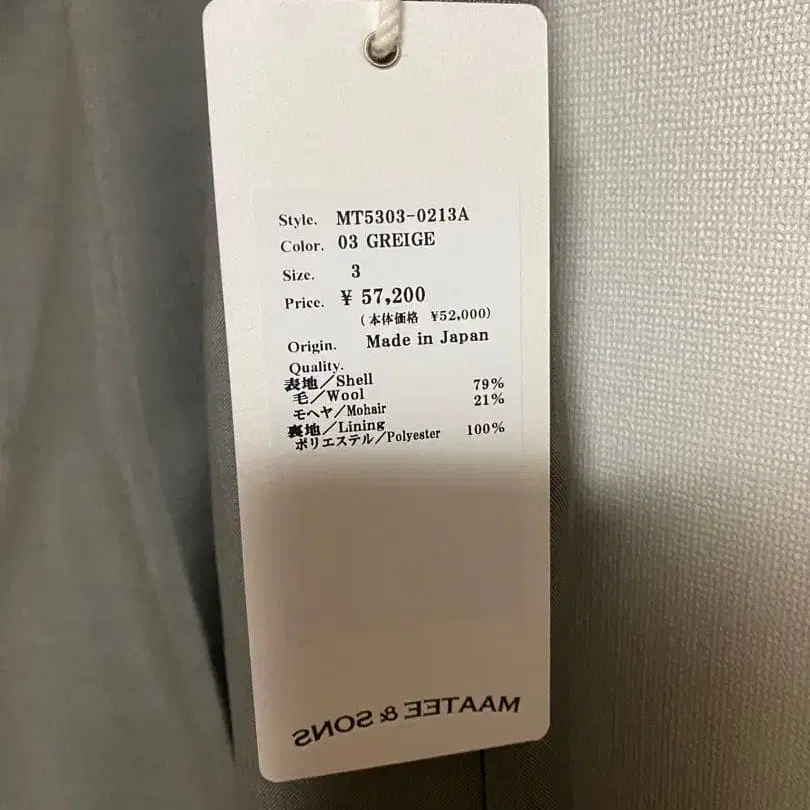 Style. MT5303-0213A
Color. 03 GREIGE
Size. 3
Price. ¥ 57,200
(本体価格 ¥52,000)
Origin. Made in Japan
Quality.
表地/Shell
毛/Wool 79%
モヘヤ/Mohair 21%
裏地/Lining
ポリエステル/Polyester 100%
MAATEE & SONS